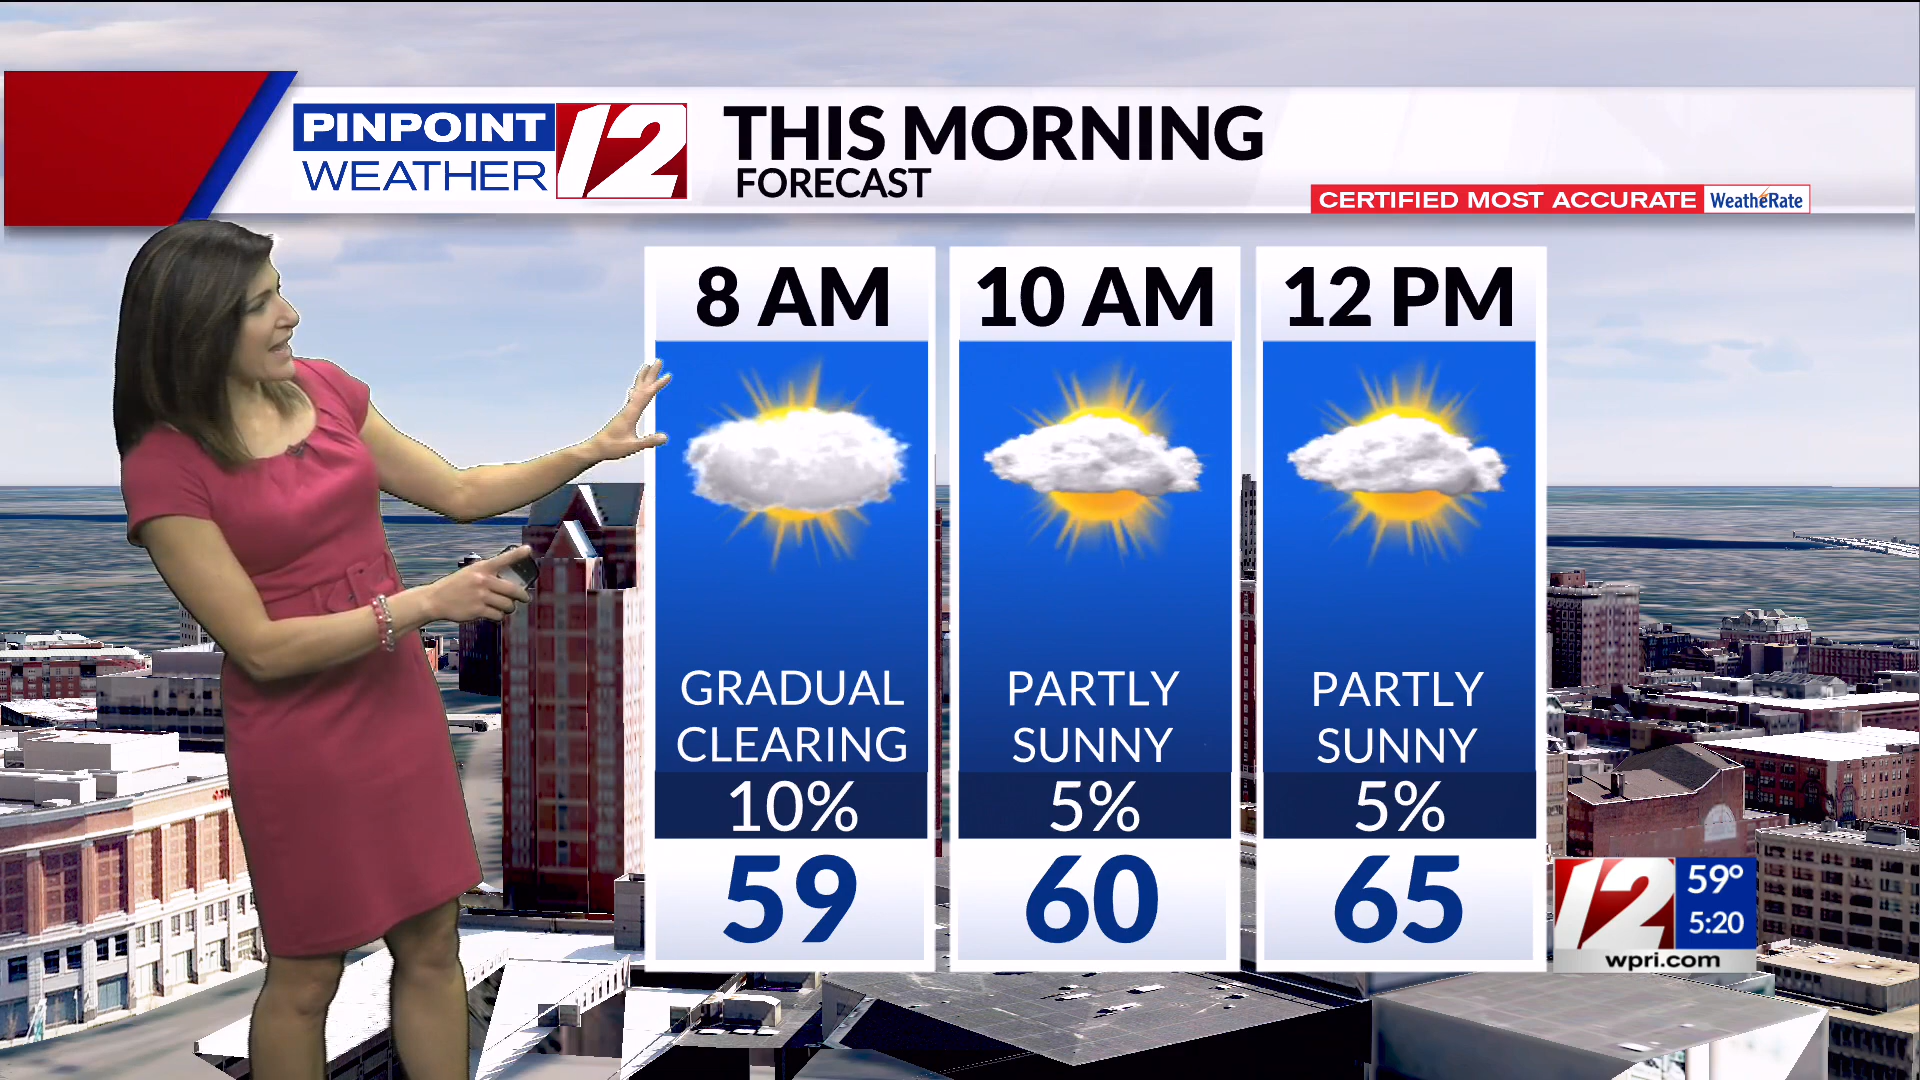 PINPOINT
WEATHER
12
THIS MORNING
FORECAST
CERTIFIED MOST ACCURATE WeatheRate
8 AM
GRADUAL
CLEARING
10%
59
10 AM
PARTLY
SUNNY
5%
60
12 PM
PARTLY
SUNNY
5%
65
12
59°
5:20
wpri.com